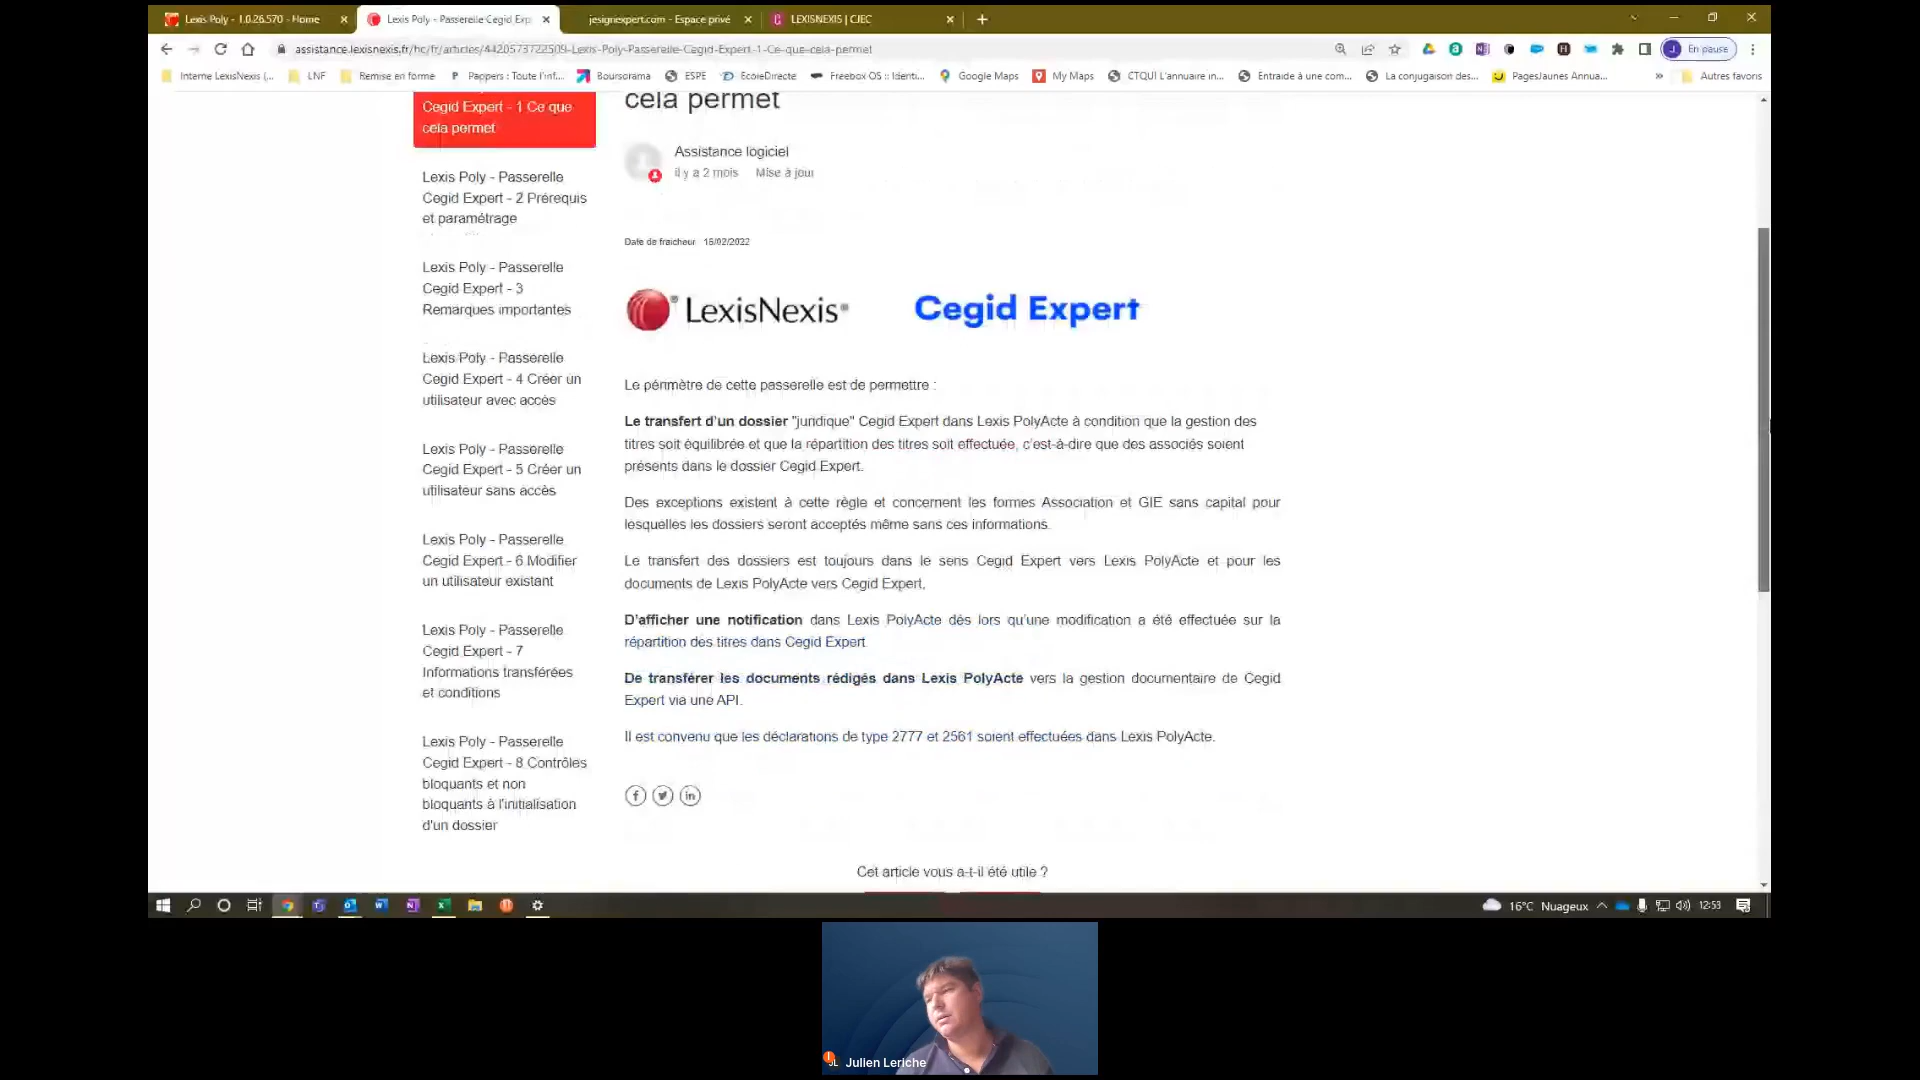 Lexis Poly - 1.0.26.570 - Home
Lexis Poly - Passerelle Cegid Exp
jesignexpert.com - Espace privé
LEXISNEXIS | CJEC
assistance.lexisnexis.fr/hc/fr/articles/4420573722509-Lexis-Poly-Passerelle-Cegid-Expert-1-Ce-que-cela-permet
En pause
Interne LexisNexis (...
LNF
Remise en forme
Pappers : Toute l'inf...
Boursorama
ESPE
EcoleDirecte
Freebox OS :: Identi...
Google Maps
My Maps
CTQUI L'annuaire in...
Entraide à une com...
La conjugaison des...
PagesJaunes Annua...
»
Autres favoris
Cegid Expert - 1 Ce que
cela permet
Lexis Poly - Passerelle
Cegid Expert - 2 Prérequis
et paramétrage
Lexis Poly - Passerelle
Cegid Expert - 3
Remarques importantes
Lexis Poly - Passerelle
Cegid Expert - 4 Créer un
utilisateur avec accès
Lexis Poly - Passerelle
Cegid Expert - 5 Créer un
utilisateur sans accès
Lexis Poly - Passerelle
Cegid Expert - 6 Modifier
un utilisateur existant
Lexis Poly - Passerelle
Cegid Expert - 7
Informations transférées
et conditions
Lexis Poly - Passerelle
Cegid Expert - 8 Contrôles
bloquants et non
bloquants à l'initialisation
d'un dossier
cela permet
Assistance logiciel
il y a 2 mois Mise à jour
Date de fraicheur 16/02/2022
LexisNexis®
Cegid Expert
Le périmètre de cette passerelle est de permettre :
Le transfert d'un dossier "juridique" Cegid Expert dans Lexis PolyActe à condition que la gestion des
titres soit équilibrée et que la répartition des titres soit effectuée, c'est-à-dire que des associés soient
présents dans le dossier Cegid Expert.
Des exceptions existent à cette règle et concernent les formes Association et GIE sans capital pour
lesquelles les dossiers seront acceptés même sans ces informations.
Le transfert des dossiers est toujours dans le sens Cegid Expert vers Lexis PolyActe et pour les
documents de Lexis PolyActe vers Cegid Expert,
D'afficher une notification dans Lexis PolyActe dès lors qu'une modification a été effectuée sur la
répartition des titres dans Cegid Expert
De transférer les documents rédigés dans Lexis PolyActe vers la gestion documentaire de Cegid
Expert via une API.
Il est convenu que les déclarations de type 2777 et 2561 soient effectuées dans Lexis PolyActe.
Cet article vous a-t-il été utile ?
16°C Nuageux
12:53
JL Julien Leriche